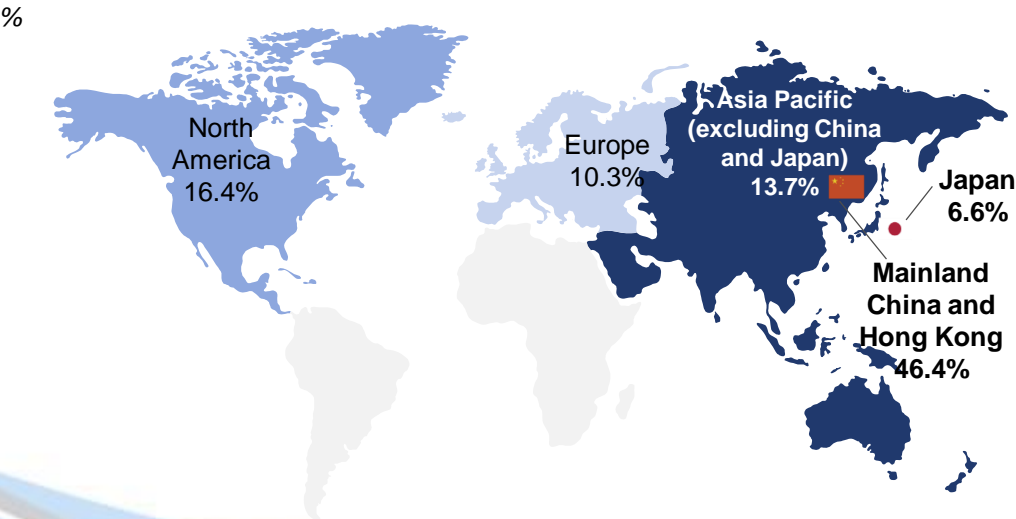 %
North
America
16.4%
Europe
10.3%
Asia Pacific
(excluding China
and Japan)
13.7%
Japan
6.6%
Mainland
China and
Hong Kong
46.4%